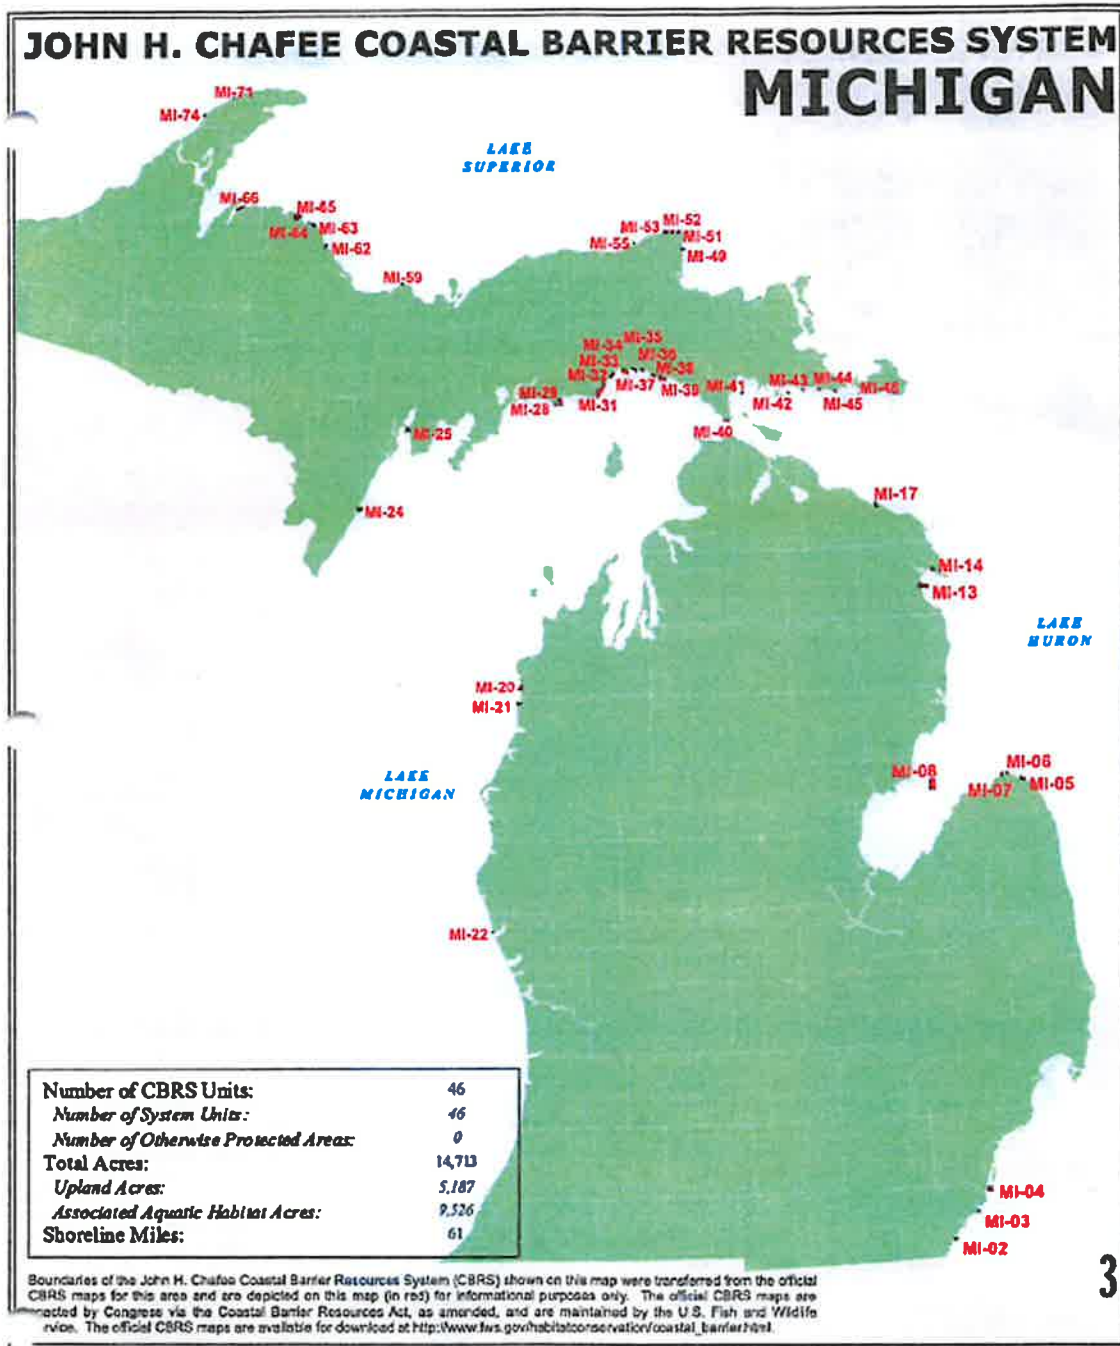 JOHN H. CHAFEE COASTAL BARRIER RESOURCES SYSTEM
MICHIGAN
MI-71
MI-74
LAKE
SUPERIOR
MI-66
MI-65
MI-64
MI-63
MI-62
MI-59
MI-53
MI-52
MI-51
MI-55
MI-49
MI-35
MI-34
MI-36
MI-33
MI-38
MI-32
MI-37
MI-39
MI-41
MI-43
MI-44
MI-46
MI-42
MI-45
MI-29
MI-28
MI-31
MI-40
MI-25
MI-24
MI-17
MI-14
MI-13
LAKE
HURON
MI-20
MI-21
LAKE
MICHIGAN
MI-08
MI-06
MI-07
MI-05
MI-22
Number of CBRS Units: 46
Number of System Units: 46
Number of Otherwise Protected Areas: 0
Total Acres: 14,713
Upland Acres: 5,187
Associated Aquatic Habitat Acres: 9,526
Shoreline Miles: 61
MI-04
MI-03
MI-02
Boundaries of the John H. Chafee Coastal Barrier Resources System (CBRS) shown on this map were transferred from the official
CBRS maps for this area and are depicted on this map (in red) for informational purposes only. The official CBRS maps are
by Congress via the Coastal Barrier Resources Act, as amended, and are maintained by the U.S. Fish and Wildlife
rvice. The official CBRS maps are available for download at http://www.fws.gov/habitatconservation/coastal_barrier.html.
3